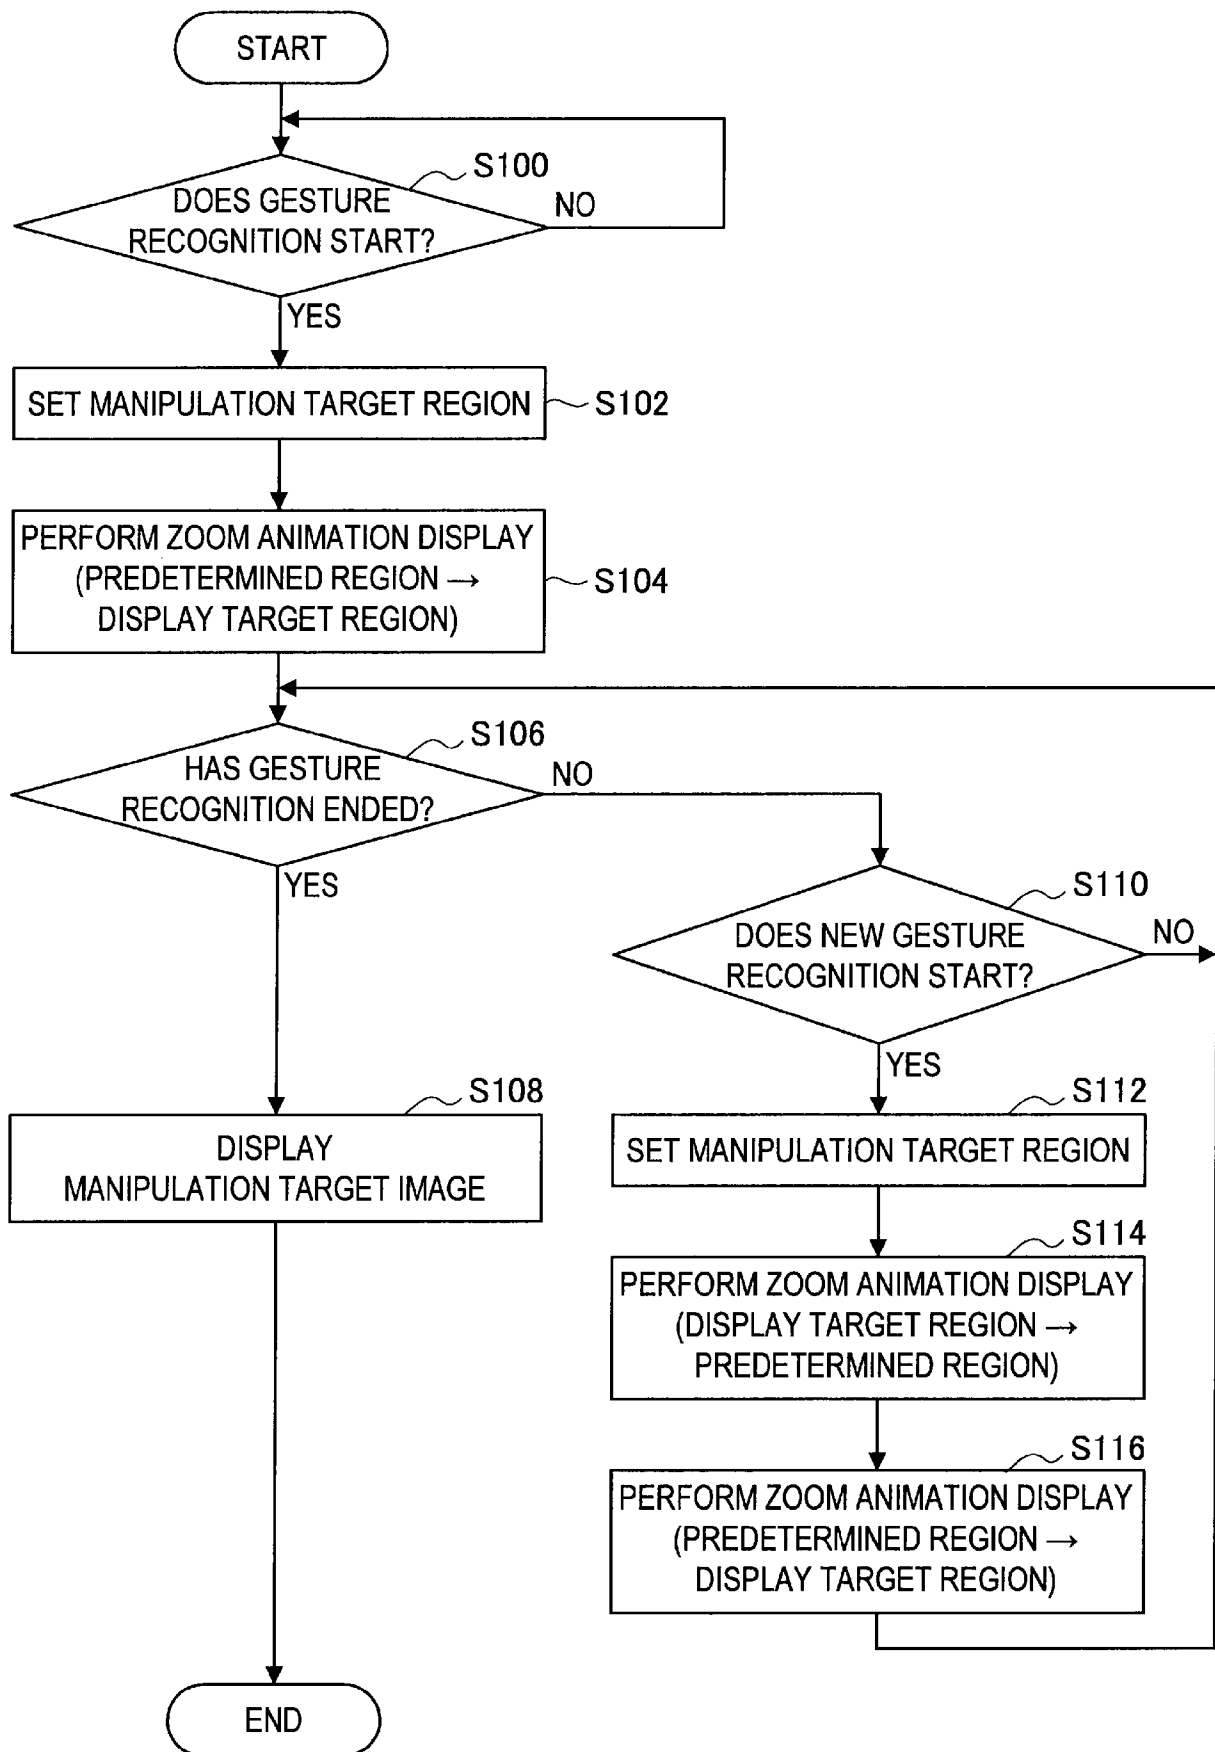 START
S100
DOES GESTURE
RECOGNITION START?
NO
YES
SET MANIPULATION TARGET REGION
S102
PERFORM ZOOM ANIMATION DISPLAY
(PREDETERMINED REGION →
DISPLAY TARGET REGION)
S104
S106
HAS GESTURE
RECOGNITION ENDED?
NO
YES
S110
DOES NEW GESTURE
RECOGNITION START?
NO
YES
S108
DISPLAY
MANIPULATION TARGET IMAGE
S112
SET MANIPULATION TARGET REGION
S114
PERFORM ZOOM ANIMATION DISPLAY
(DISPLAY TARGET REGION →
PREDETERMINED REGION)
S116
PERFORM ZOOM ANIMATION DISPLAY
(PREDETERMINED REGION →
DISPLAY TARGET REGION)
END